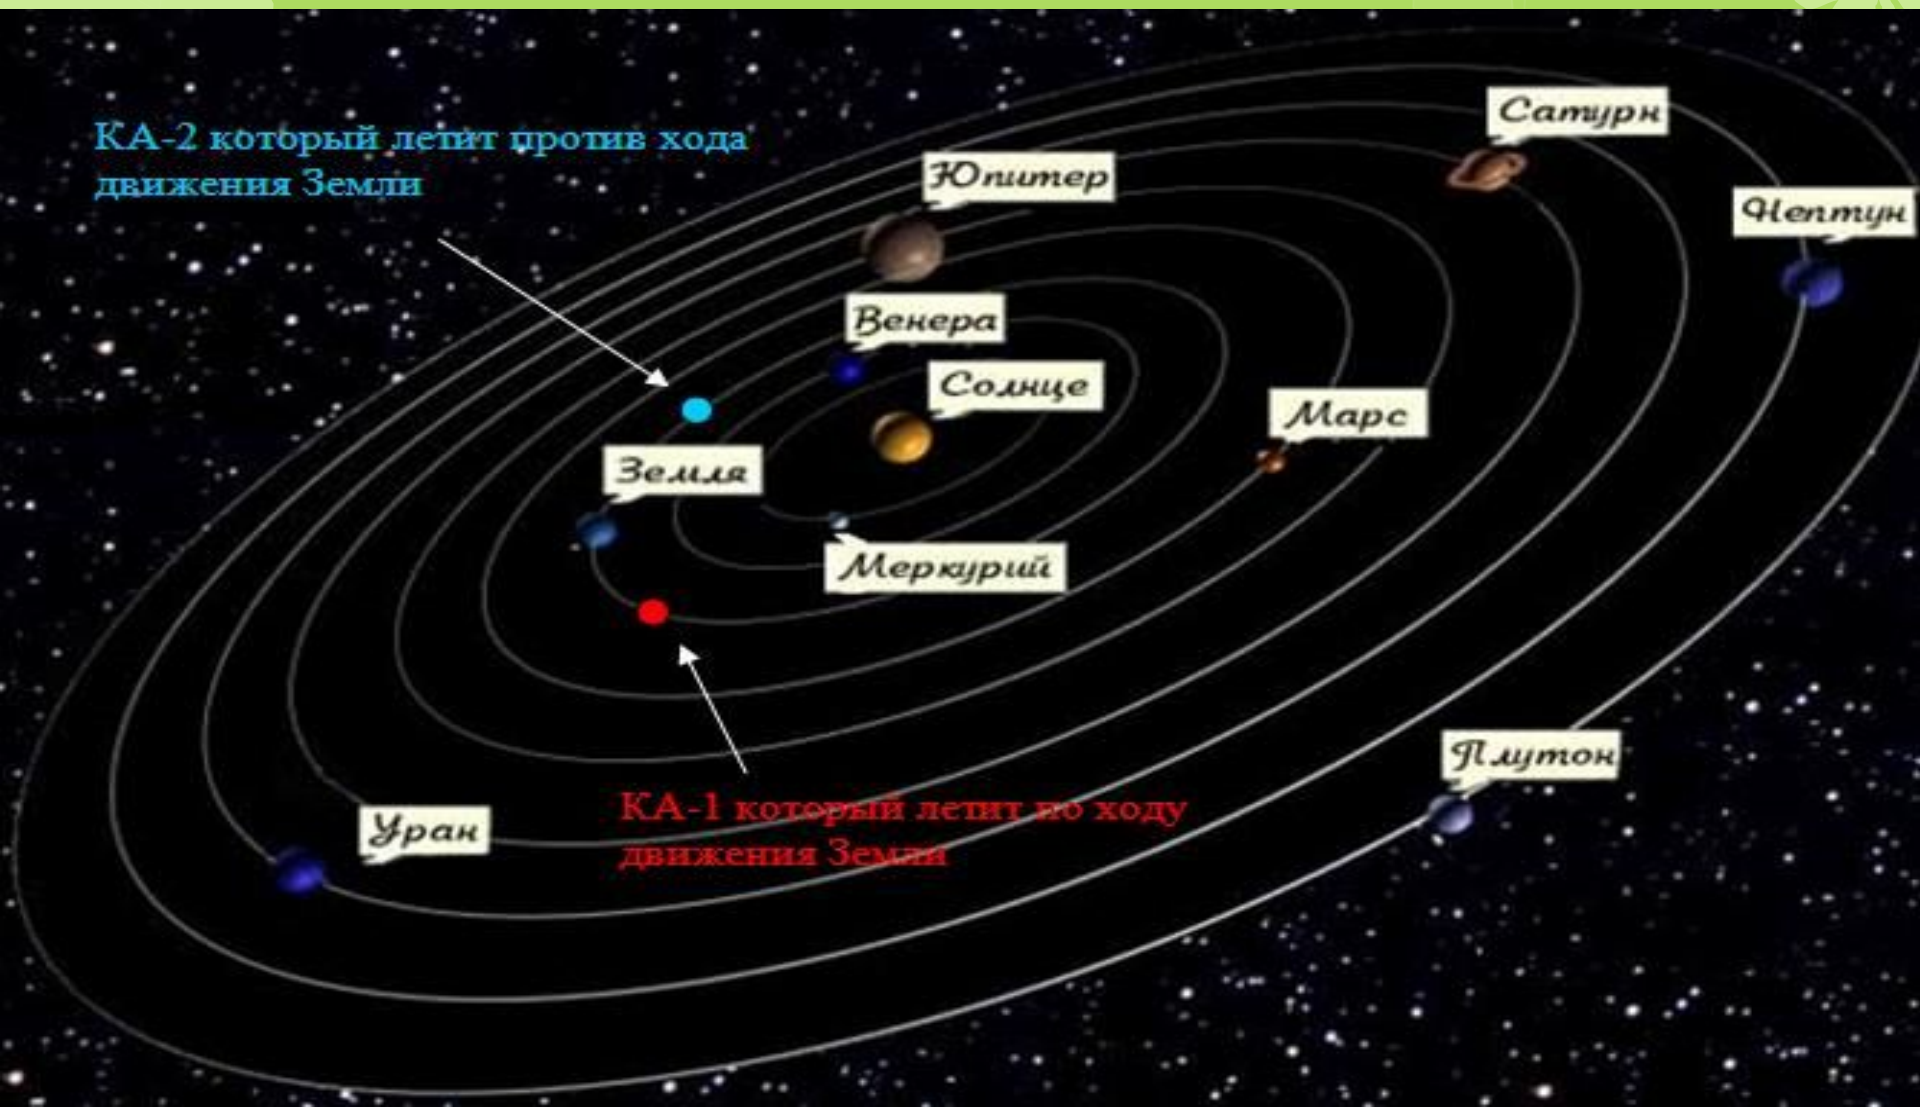 Сатурн
КА-2 который летит против хода
движения Земли
Юпитер
Нептун
Венера
Солнце
Марс
Земля
Меркурий
Плутон
КА-1 который летит по ходу
движения Земли
Уран